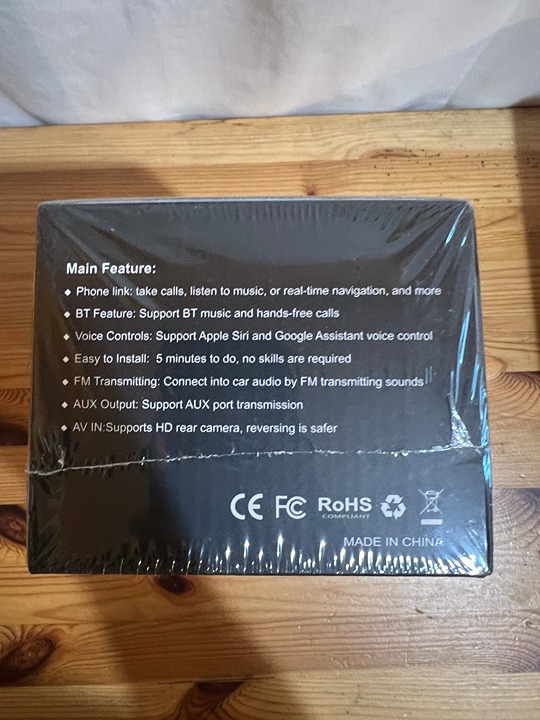 Main Feature:
◆ Phone link: take calls, listen to music, or real-time navigation, and more
◆ BT Feature: Support BT music and hands-free calls
◆ Voice Controls: Support Apple Siri and Google Assistant voice control
◆ Easy to Install: 5 minutes to do, no skills are required
◆ FM Transmitting: Connect into car audio by FM transmitting sounds
◆ AUX Output: Support AUX port transmission
◆ AV IN:Supports HD rear camera, reversing is safer
CE FC RoHS
COMPLIANT
MADE IN CHINA